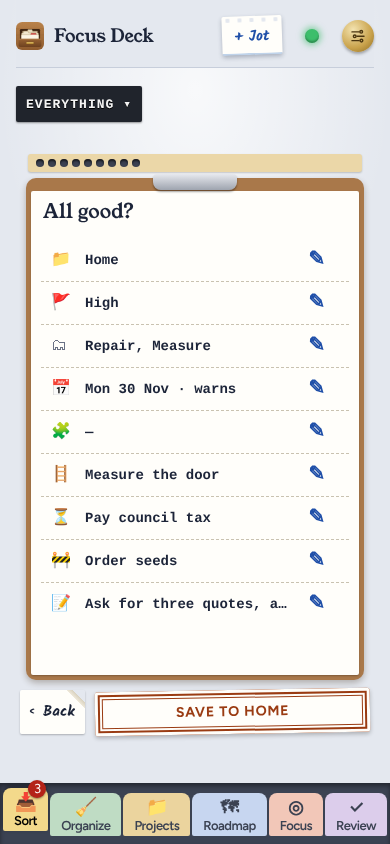 Focus Deck
+ Jot
EVERYTHING ▾
All good?
Home
High
Repair, Measure
Mon 30 Nov · warns
—
Measure the door
Pay council tax
Order seeds
Ask for three quotes, a…
‹ Back
SAVE TO HOME
3
Sort
Organize
Projects
Roadmap
Focus
Review